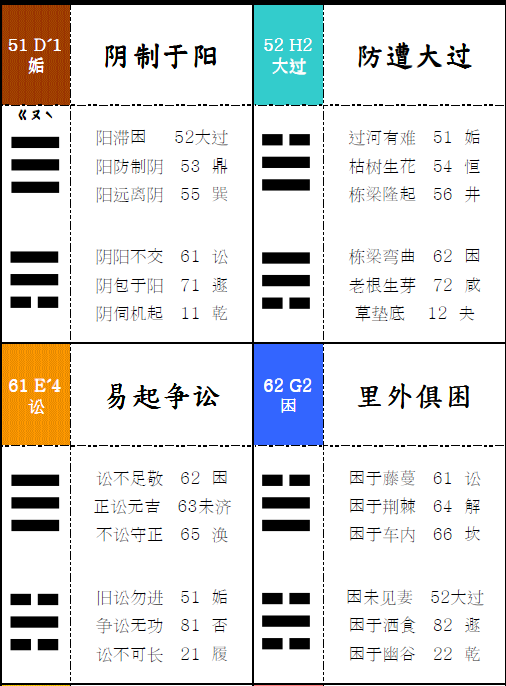 51 D´1
姤
阴制于阳
ㄍㄡˋ
阳滞困 52大过
阳防制阴 53 鼎
阳远离阴 55 巽
阴阳不交 61 讼
阴包于阳 71 遯
阴伺机起 11 乾
52 H2
大过
防遭大过
过河有难 51 姤
枯树生花 54 恒
栋梁隆起 56 井
栋梁弯曲 62 困
老根生芽 72 咸
草垫底 12 夬
61 E´4
讼
易起争讼
讼不足敬 62 困
正讼元吉 63未济
不讼守正 65 涣
旧讼勿进 51 姤
争讼无功 81 否
讼不可长 21 履
62 G2
困
里外俱困
困于藤蔓 61 讼
困于荆棘 64 解
困于车内 66 坎
困未见妻 52大过
困于酒食 82 遯
困于幽谷 22 乾